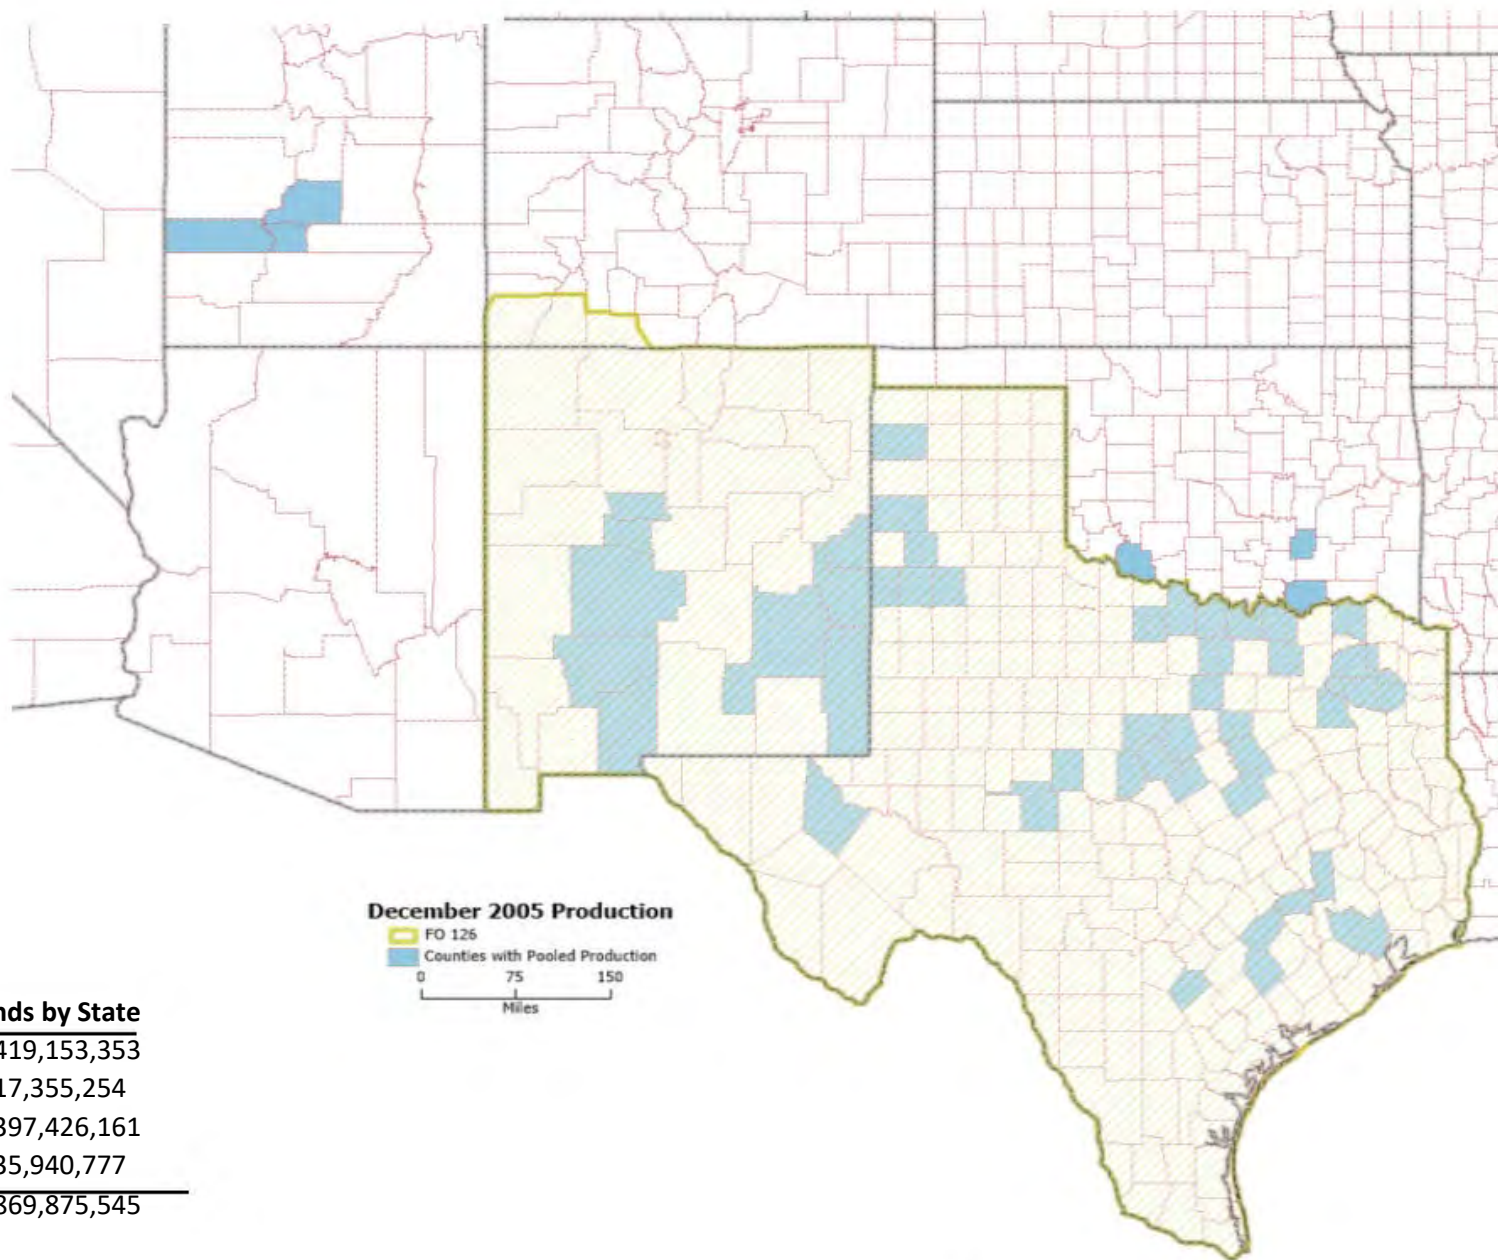 December 2005 Production
FO 126
Counties with Pooled Production
0 75 150
Miles
nds by State
419,153,353
17,355,254
397,426,161
35,940,777
869,875,545